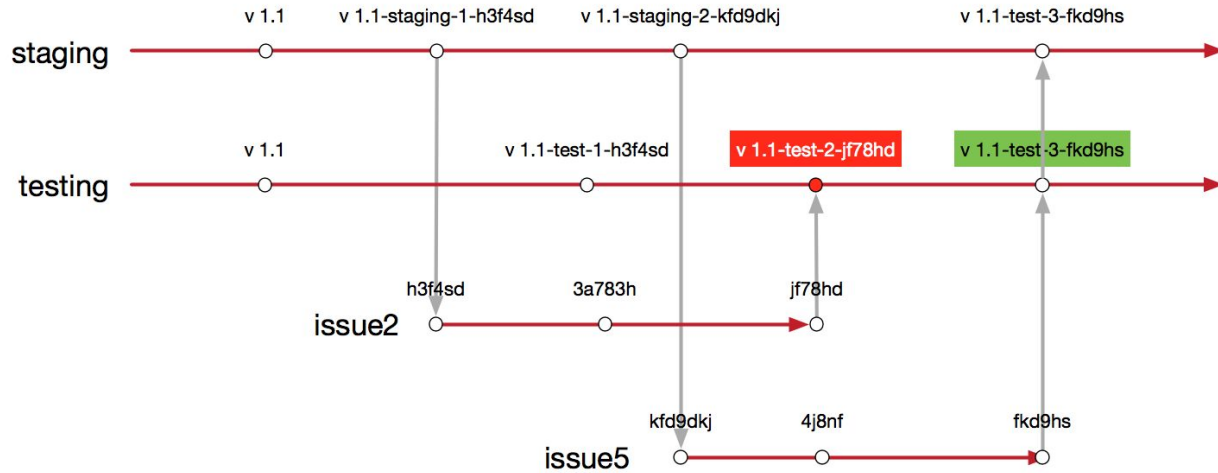 v 1.1 v 1.1-staging-1-h3f4sd v 1.1-staging-2-kfd9dkj v 1.1-test-3-fkd9hs
staging
v 1.1 v 1.1-test-1-h3f4sd v 1.1-test-2-jf78hd v 1.1-test-3-fkd9hs
testing
h3f4sd 3a783h jf78hd
issue2
kfd9dkj 4j8nf fkd9hs
issue5